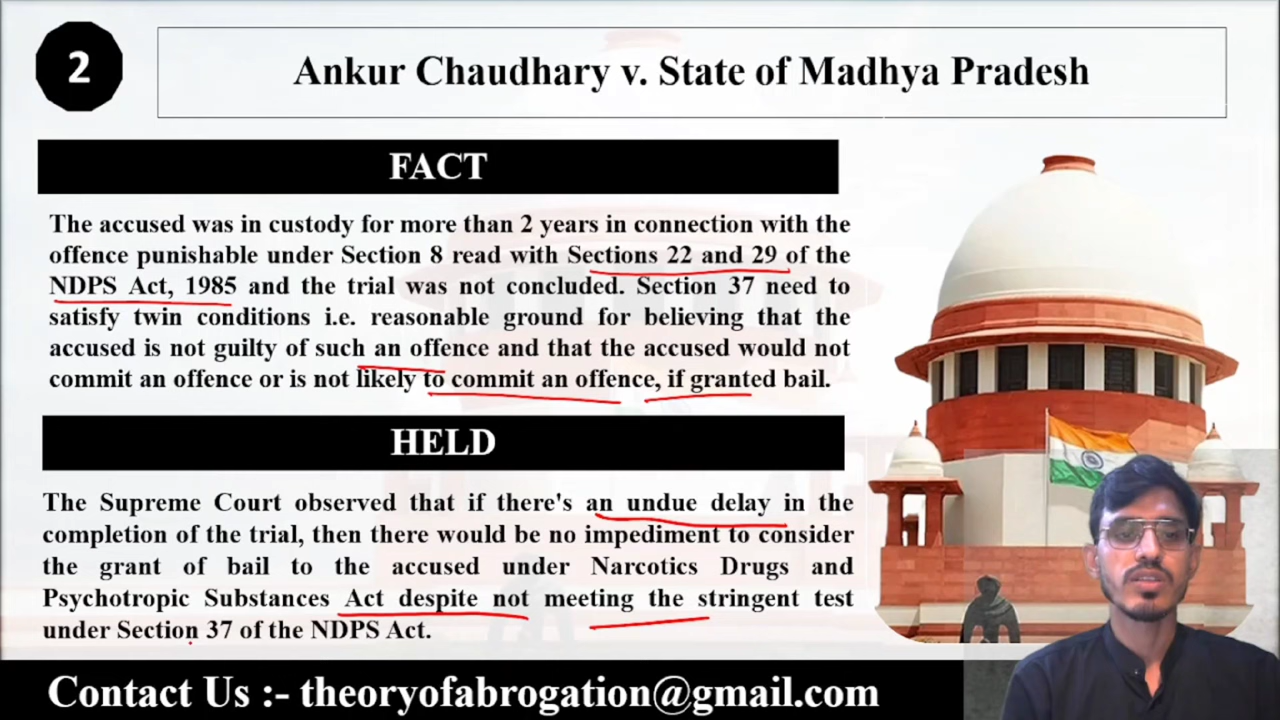 2
Ankur Chaudhary v. State of Madhya Pradesh
FACT
The accused was in custody for more than 2 years in connection with the
offence punishable under Section 8 read with Sections 22 and 29 of the
NDPS Act, 1985 and the trial was not concluded. Section 37 need to
satisfy twin conditions i.e. reasonable ground for believing that the
accused is not guilty of such an offence and that the accused would not
commit an offence or is not likely to commit an offence, if granted bail.
HELD
The Supreme Court observed that if there's an undue delay in the
completion of the trial, then there would be no impediment to consider
the grant of bail to the accused under Narcotics Drugs and
Psychotropic Substances Act despite not meeting the stringent test
under Section 37 of the NDPS Act.
Contact Us :- theoryofabrogation@gmail.com